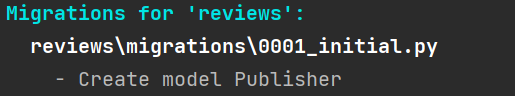 Migrations for 'reviews':
reviews\migrations\0001_initial.py
- Create model Publisher